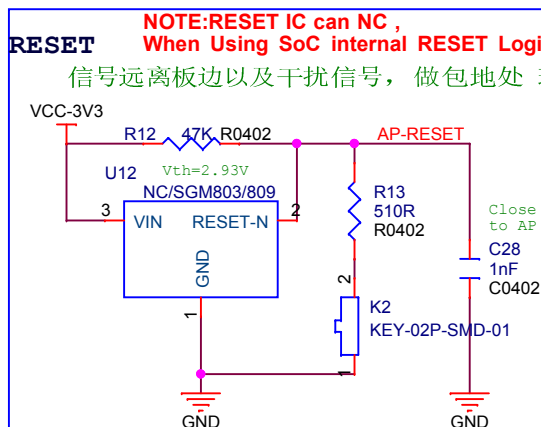 NOTE:RESET IC can NC ,
RESET When Using SoC internal RESET Logi
信号远离板边以及干扰信号，做包地处
VCC-3V3
R12 47K R0402
AP-RESET
U12
Vth=2.93V
NC/SGM803/809
3 VIN RESET-N 2
GND
1
R13
510R
R0402
Close
to AP
C28
1nF
C0402
2
K2
KEY-02P-SMD-01
1
GND
GND